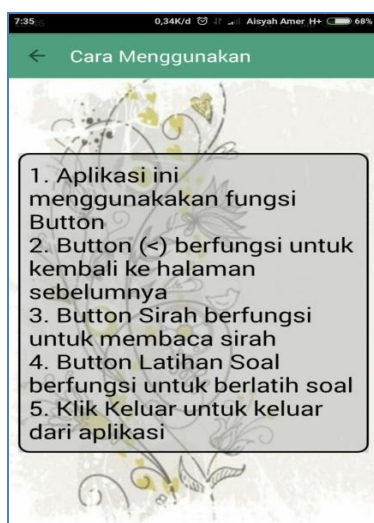 7:35 0,34K/d Aisyah Amer H+ 68%
Cara Menggunakan
1. Aplikasi ini
menggunakakan fungsi
Button
2. Button (<) berfungsi untuk
kembali ke halaman
sebelumnya
3. Button Sirah berfungsi
untuk membaca sirah
4. Button Latihan Soal
berfungsi untuk berlatih soal
5. Klik Keluar untuk keluar
dari aplikasi